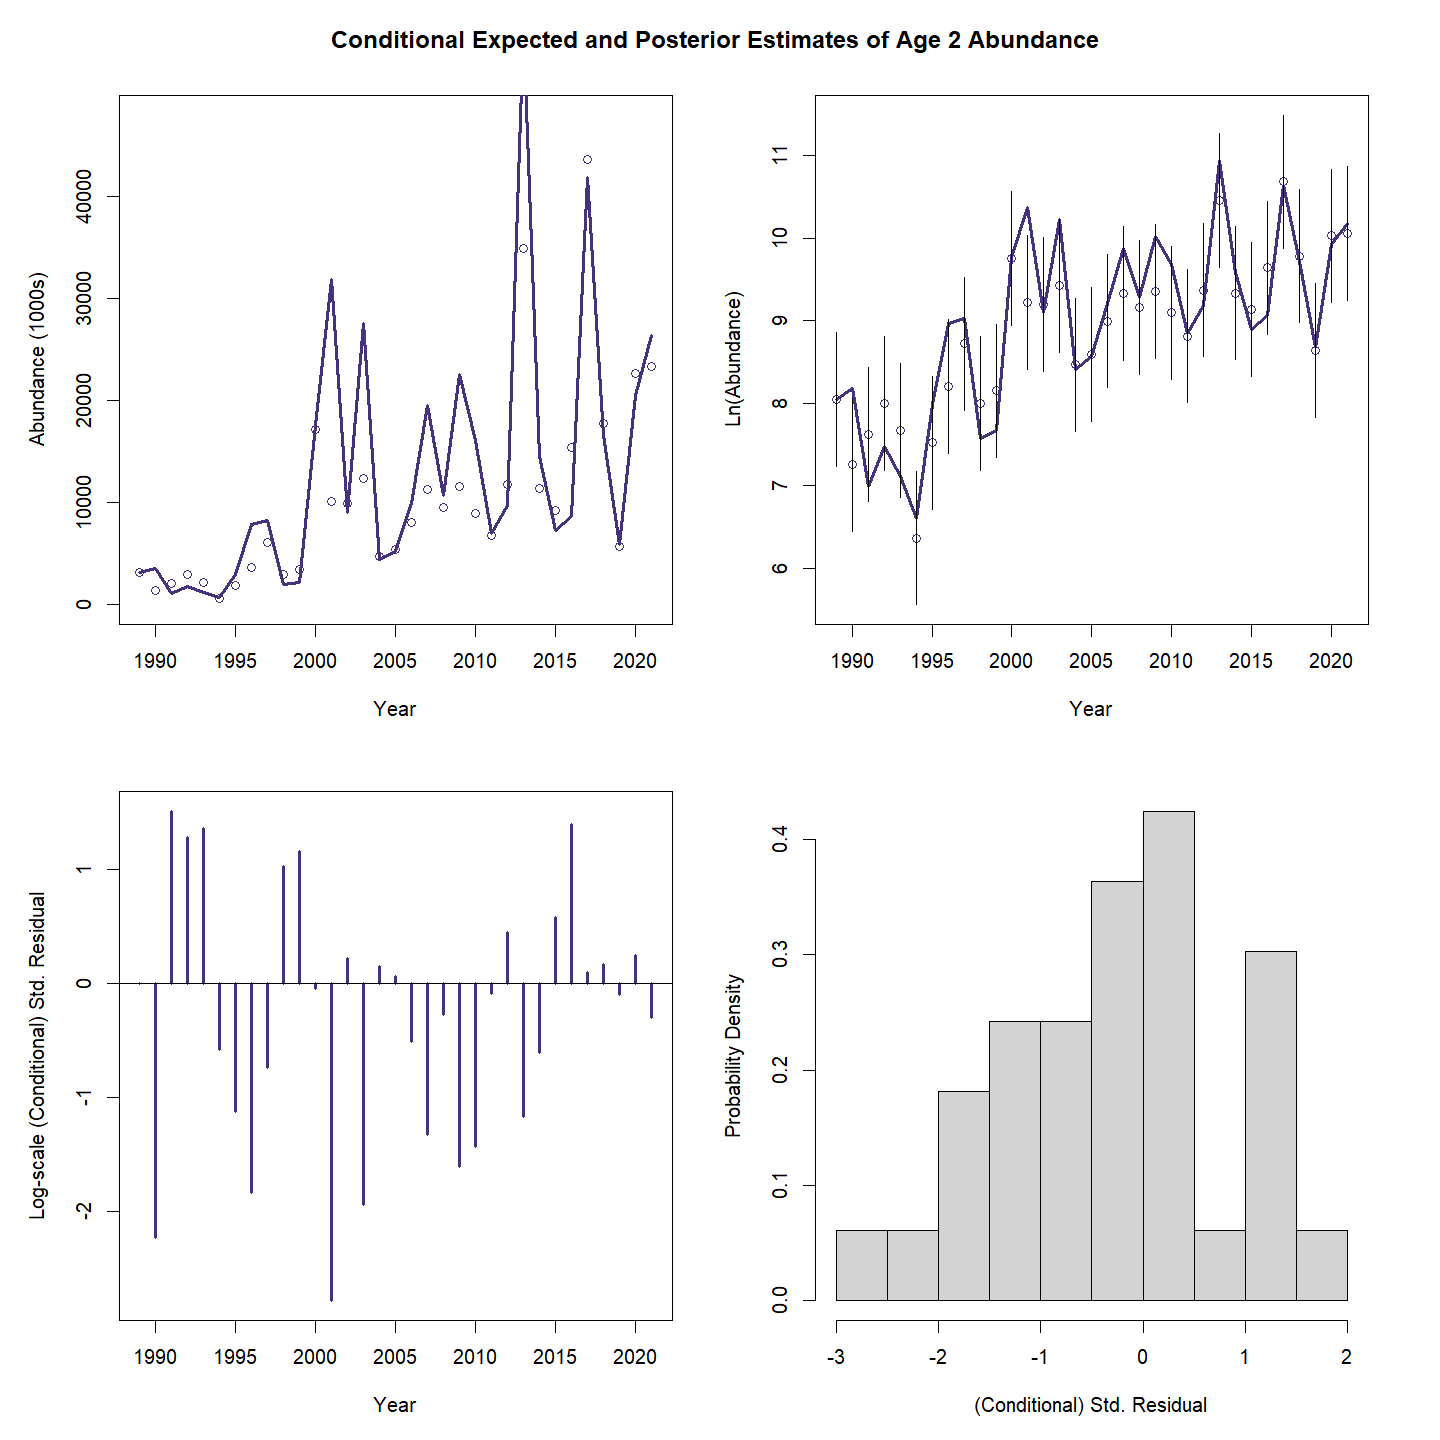 Conditional Expected and Posterior Estimates of Age 2 Abundance
Abundance (1000s)
40000
30000
20000
10000
0
1990 1995 2000 2005 2010 2015 2020
Year
Ln(Abundance)
11
10
9
8
7
6
1990 1995 2000 2005 2010 2015 2020
Year
Log-scale (Conditional) Std. Residual
1
0
-1
-2
1990 1995 2000 2005 2010 2015 2020
Year
Probability Density
0.4
0.3
0.2
0.1
0.0
-3 -2 -1 0 1 2
(Conditional) Std. Residual